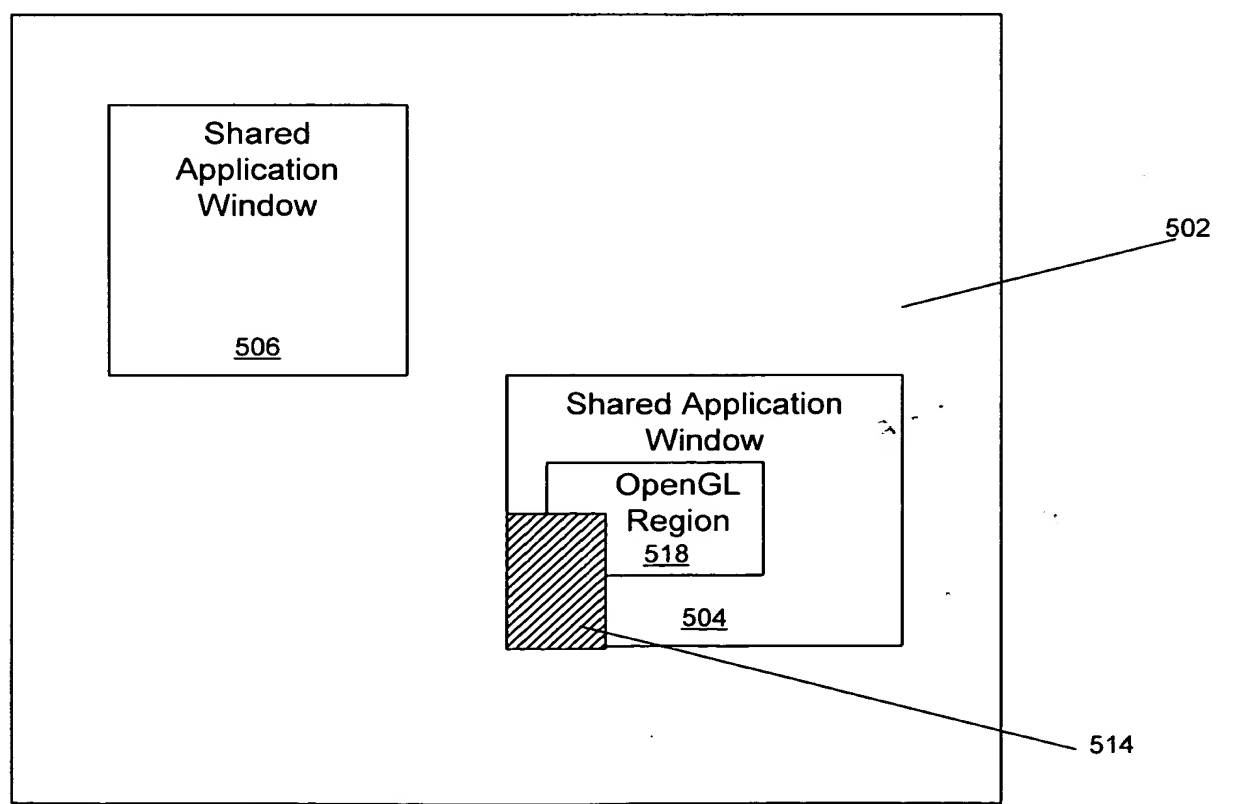 Shared
Application
Window
506
502
Shared Application
Window
OpenGL
Region
518
504
514